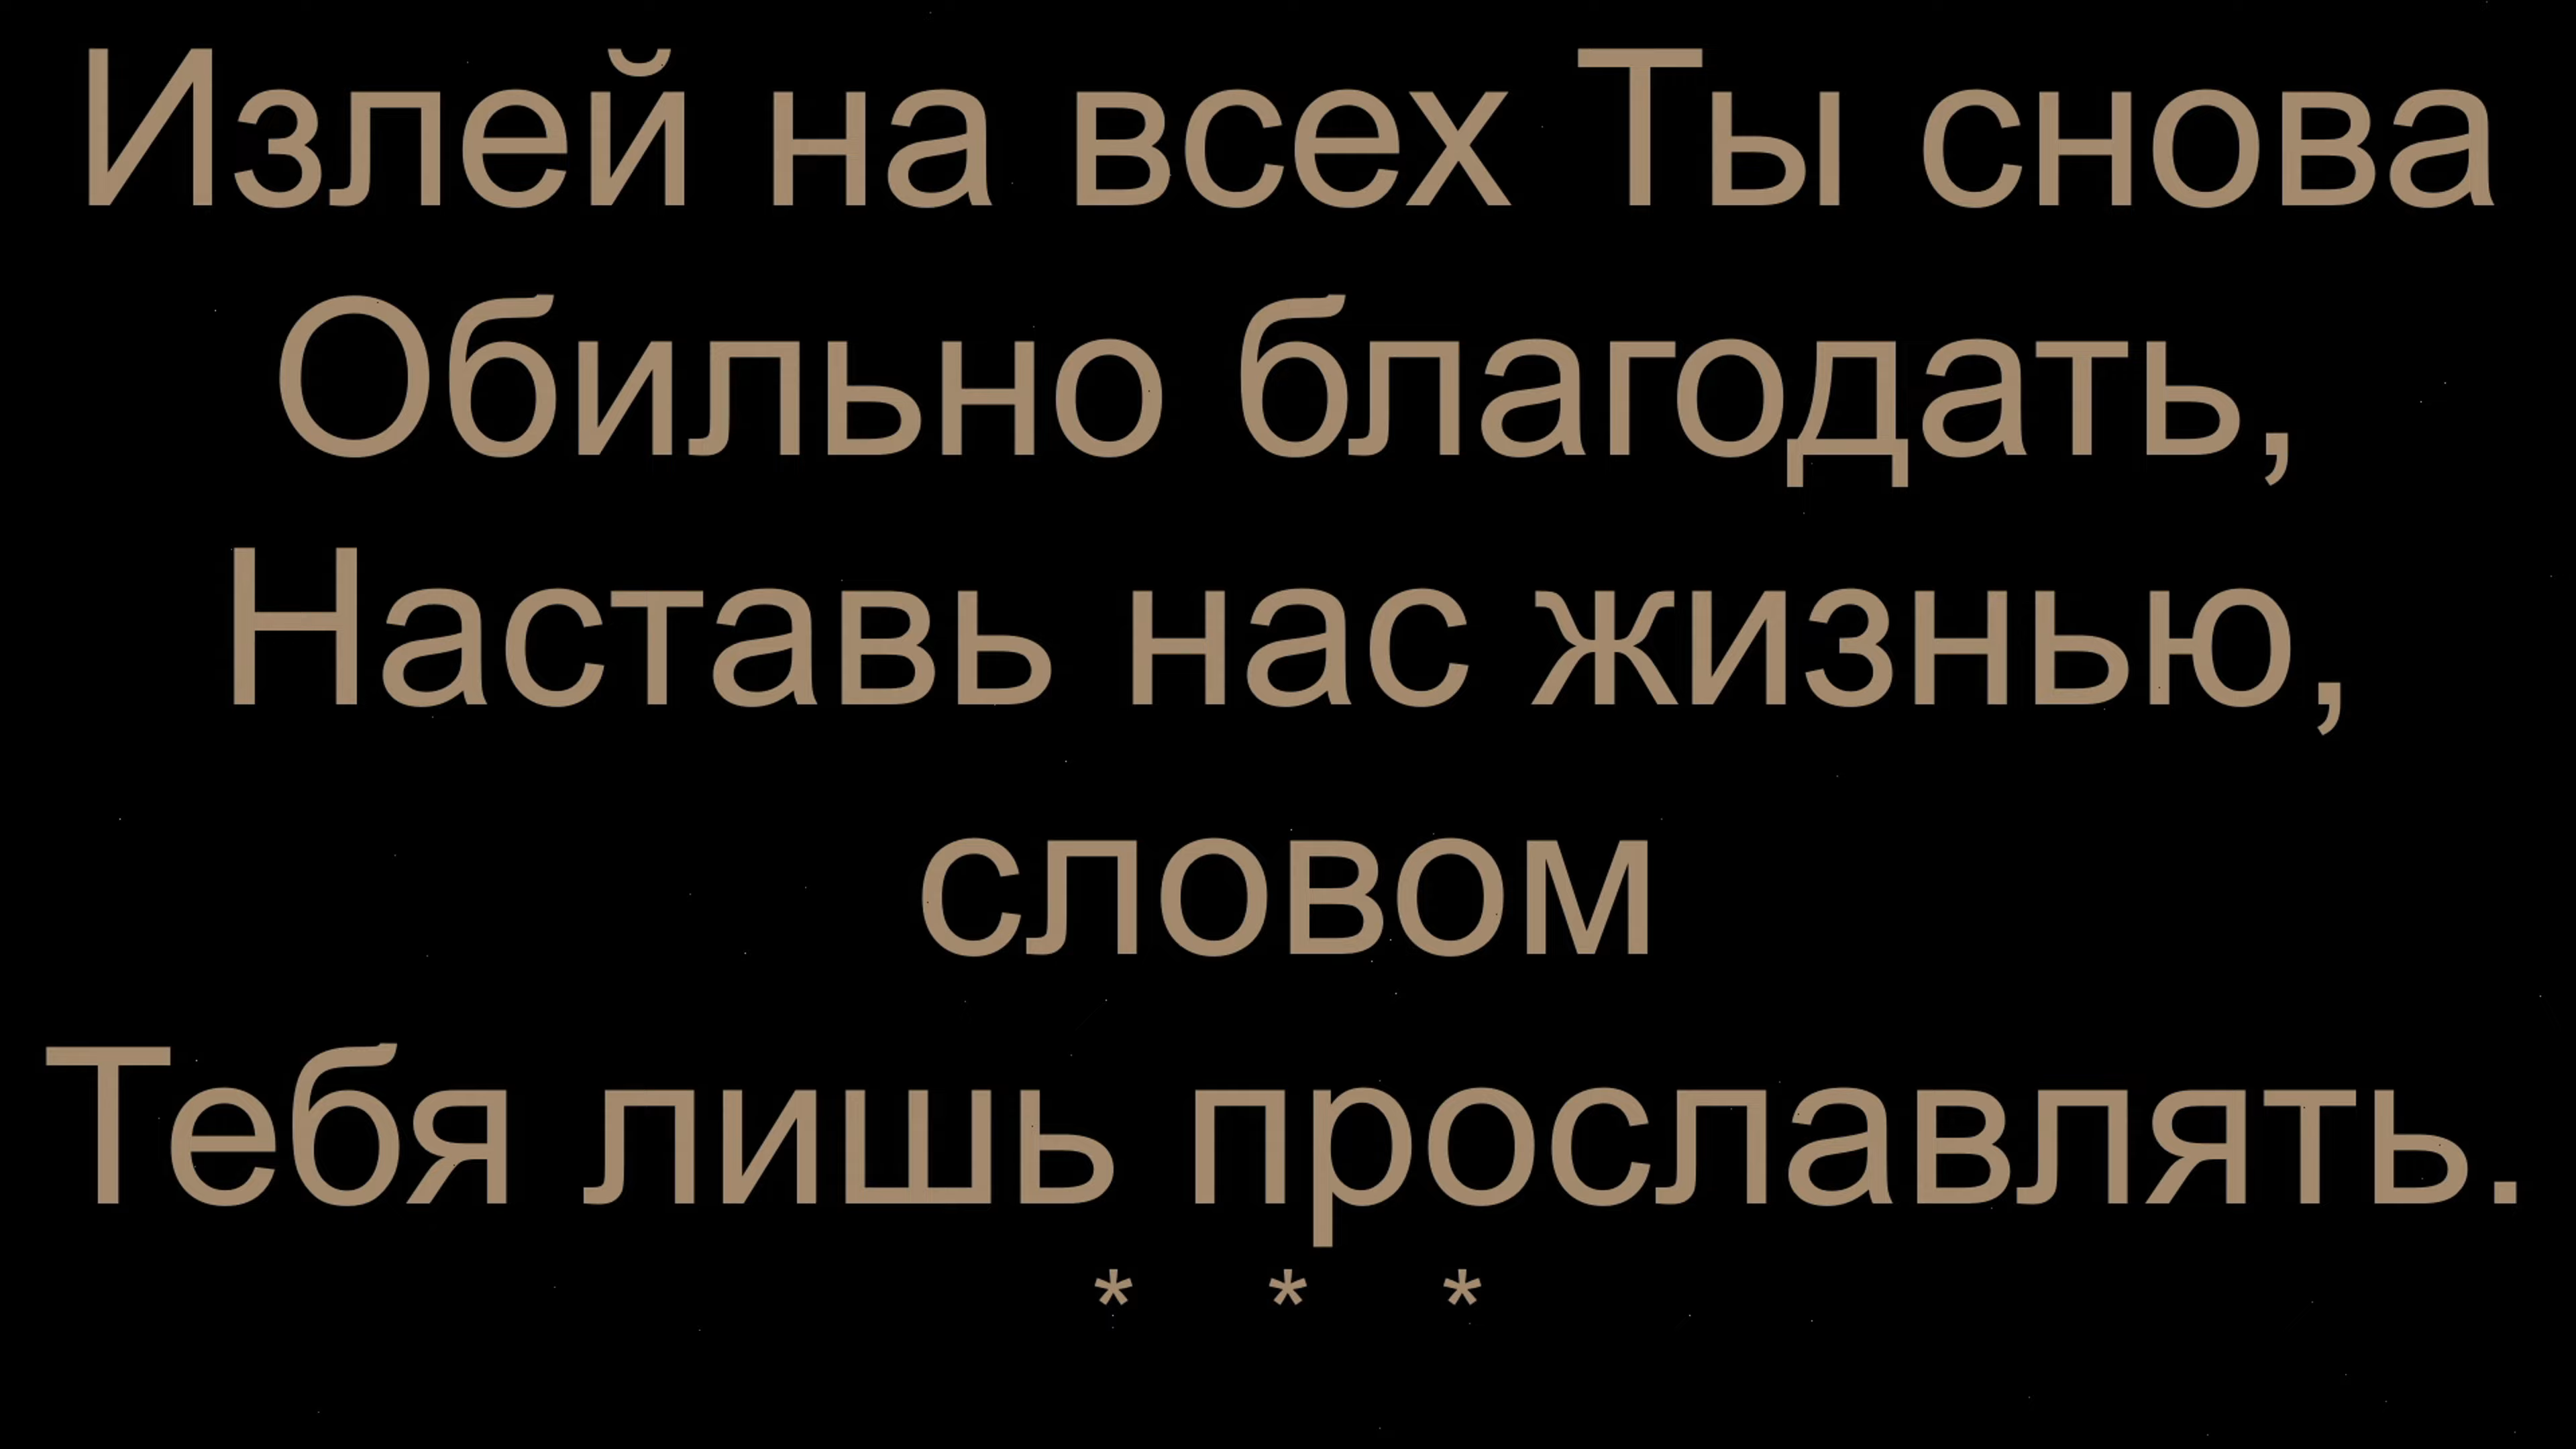 Излей на всех Ты снова
Обильно благодать,
Наставь нас жизнью,
словом
Тебя лишь прославлять.
* * *